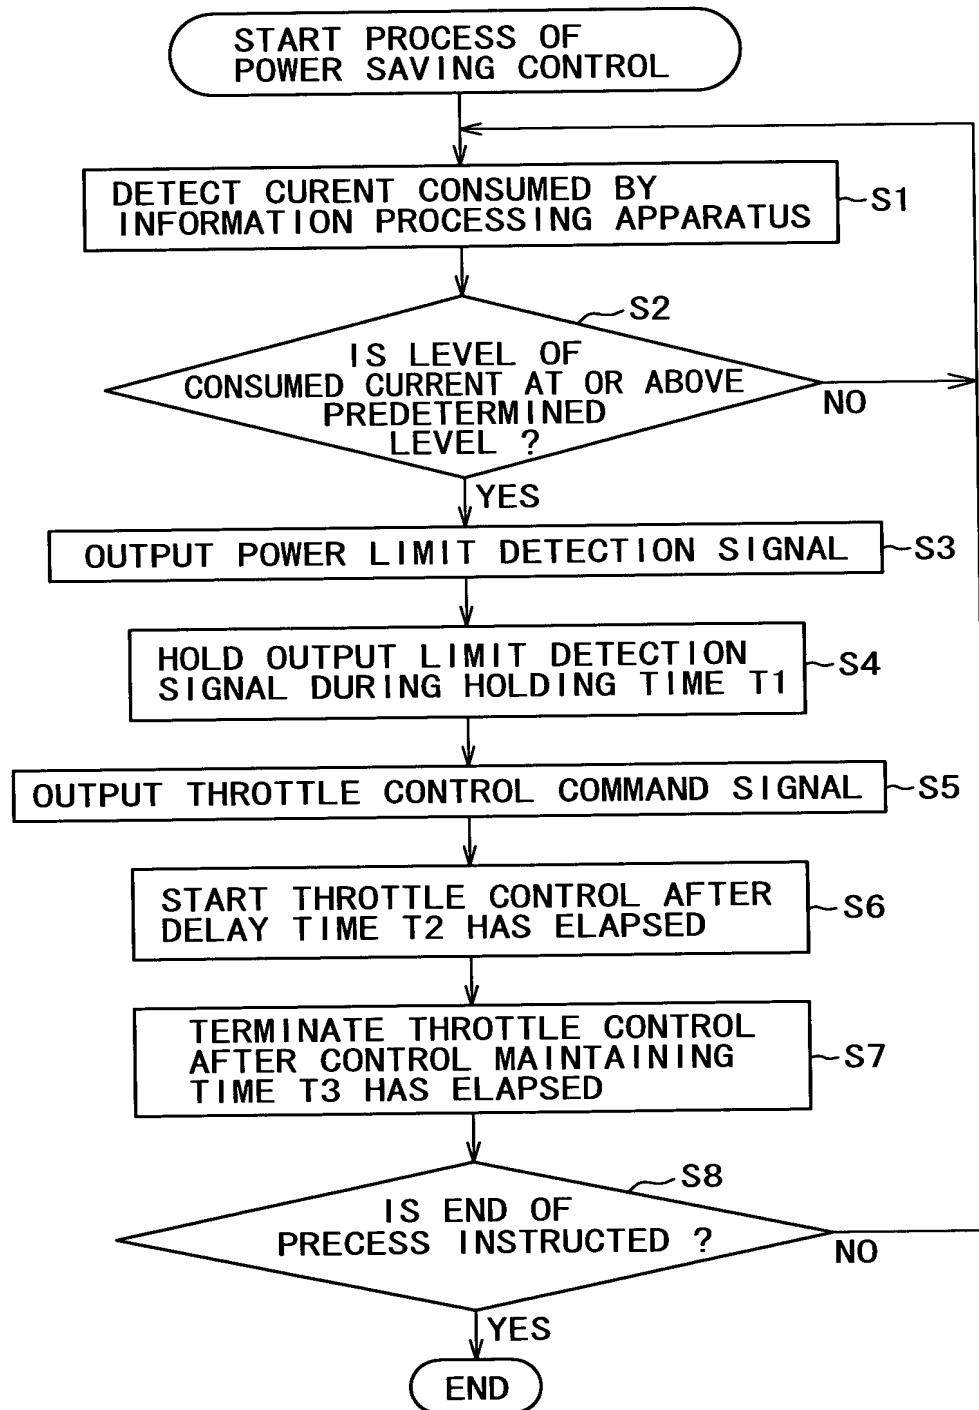 START PROCESS OF
POWER SAVING CONTROL
DETECT CURENT CONSUMED BY
INFORMATION PROCESSING APPARATUS
S1
S2
IS LEVEL OF
CONSUMED CURRENT AT OR ABOVE
PREDETERMINED
LEVEL ?
NO
YES
OUTPUT POWER LIMIT DETECTION SIGNAL
S3
HOLD OUTPUT LIMIT DETECTION
SIGNAL DURING HOLDING TIME T1
S4
OUTPUT THROTTLE CONTROL COMMAND SIGNAL
S5
START THROTTLE CONTROL AFTER
DELAY TIME T2 HAS ELAPSED
S6
TERMINATE THROTTLE CONTROL
AFTER CONTROL MAINTAINING
TIME T3 HAS ELAPSED
S7
S8
IS END OF
PRECESS INSTRUCTED ?
NO
YES
END